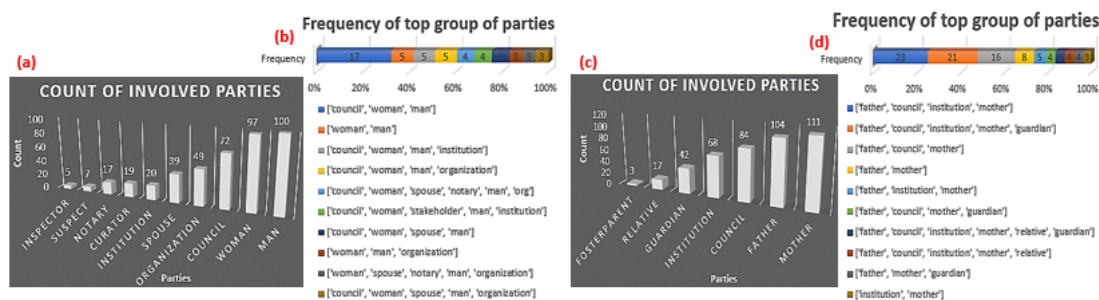 (a)
COUNT OF INVOLVED PARTIES
Count
100
80
60
40
20
0
5 7 17 19 20 39 49 72 97 100
INSPECTOR
SUSPECT
NOTARY
CURATOR
INSTITUTION
SPOUSE
ORGANIZATION
COUNCIL
WOMAN
MAN
Parties
(b)
Frequency of top group of parties
Frequency
17 5 5 5 4 4 3 3 3
0% 20% 40% 60% 80% 100%
['council', 'woman', 'man']
['woman', 'man']
['council', 'woman', 'man', 'institution']
['council', 'woman', 'man', 'organization']
['council', 'woman', 'spouse', 'notary', 'man', 'org']
['council', 'woman', 'stakeholder', 'man', 'institution']
['council', 'woman', 'spouse', 'man']
['woman', 'man', 'organization']
['woman', 'spouse', 'notary', 'man', 'organization']
['council', 'woman', 'spouse', 'man', 'organization']
(c)
COUNT OF INVOLVED PARTIES
Count
120
100
80
60
40
20
0
3 17 42 68 84 104 111
FOSTERPARENT
RELATIVE
GUARDIAN
INSTITUTION
COUNCIL
FATHER
MOTHER
Parties
(d)
Frequency of top group of parties
Frequency
23 21 16 8 5 4 4 4 3
0% 20% 40% 60% 80% 100%
['father', 'council', 'institution', 'mother']
['father', 'council', 'institution', 'mother', 'guardian']
['father', 'council', 'mother']
['father', 'mother']
['father', 'institution', 'mother']
['father', 'council', 'mother', 'guardian']
['father', 'council', 'institution', 'mother', 'relative', 'guardian']
['father', 'council', 'institution', 'mother', 'relative']
['father', 'mother', 'guardian']
['institution', 'mother']